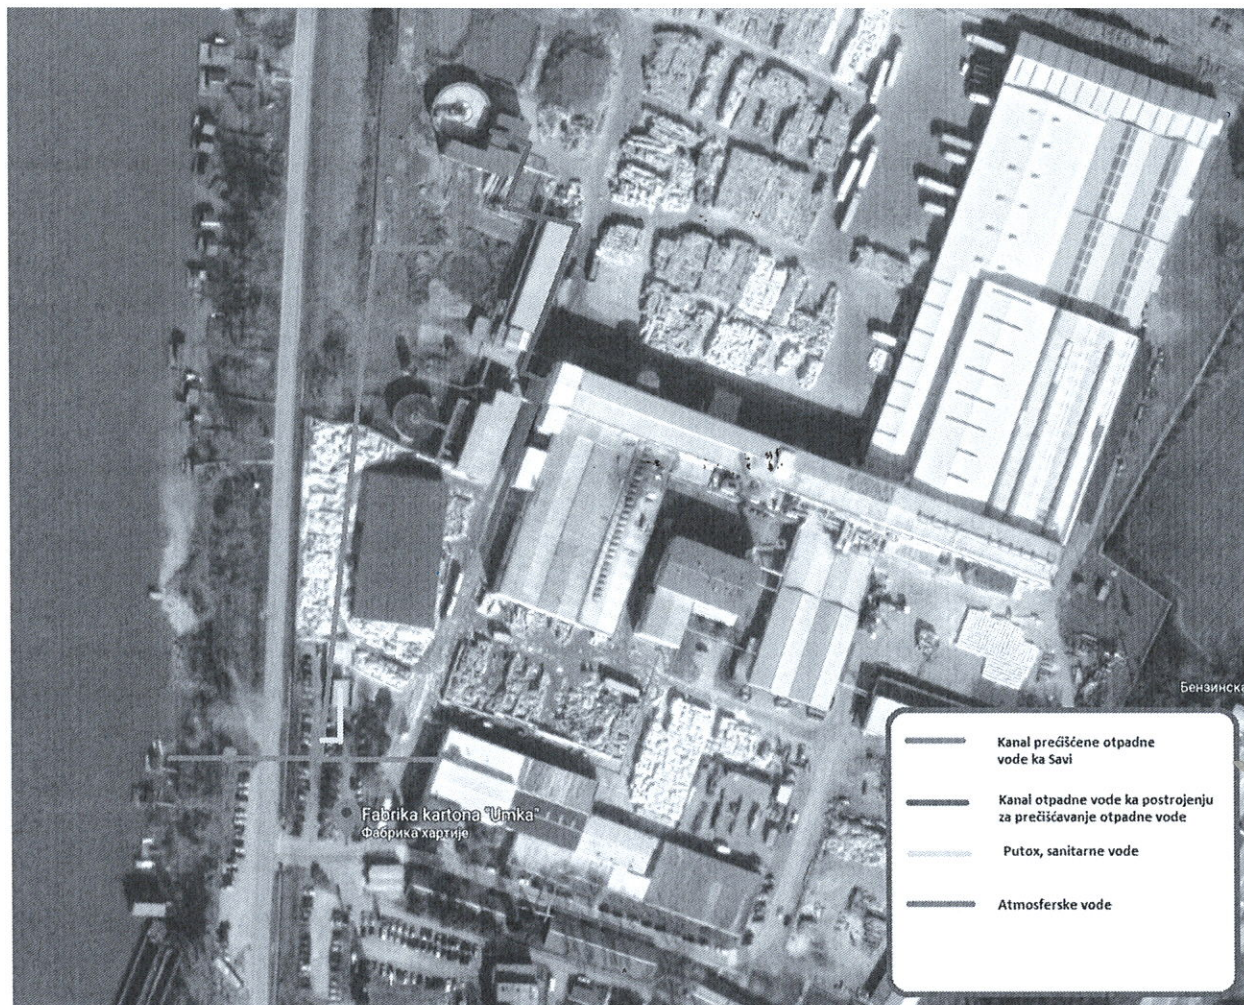 Бензинска
Kanal prećišćene otpadne
vode ka Savi
Kanal otpadne vode ka postrojenju
za prečišćavanje otpadne vode
Putox, sanitarne vode
Atmosferske vode
Fabrika kartona "Umka"
Фабрика хартије